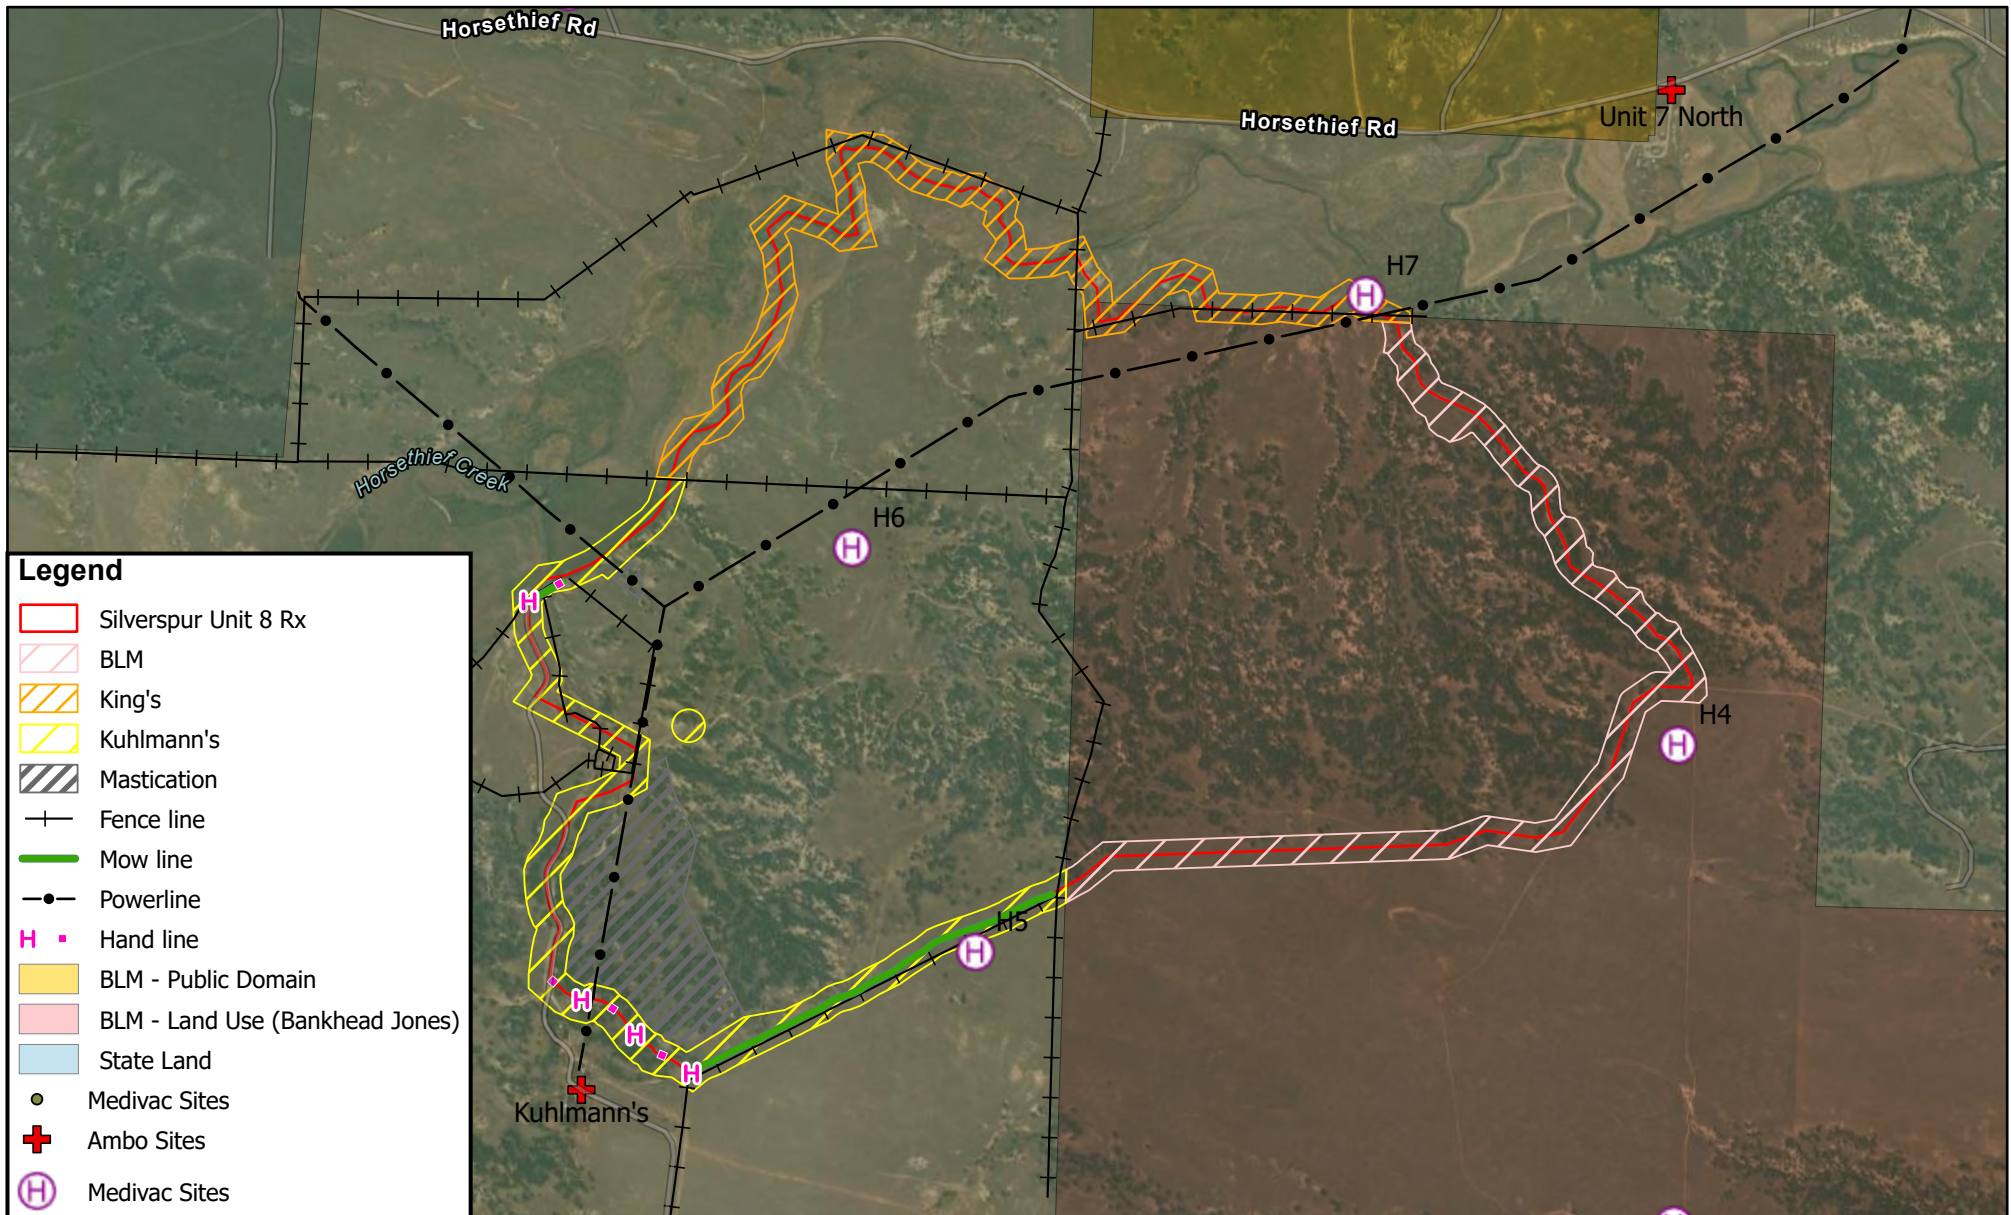 Horsethief Rd
Horsethief Rd
Unit 7 North
H7
H
Horsethief Creek
H6
H
H
H4
H
H5
H
H
H
H
Kuhlmann's
Legend
Silverspur Unit 8 Rx
BLM
King's
Kuhlmann's
Mastication
Fence line
Mow line
Powerline
H Hand line
BLM - Public Domain
BLM - Land Use (Bankhead Jones)
State Land
Medivac Sites
Ambo Sites
H Medivac Sites